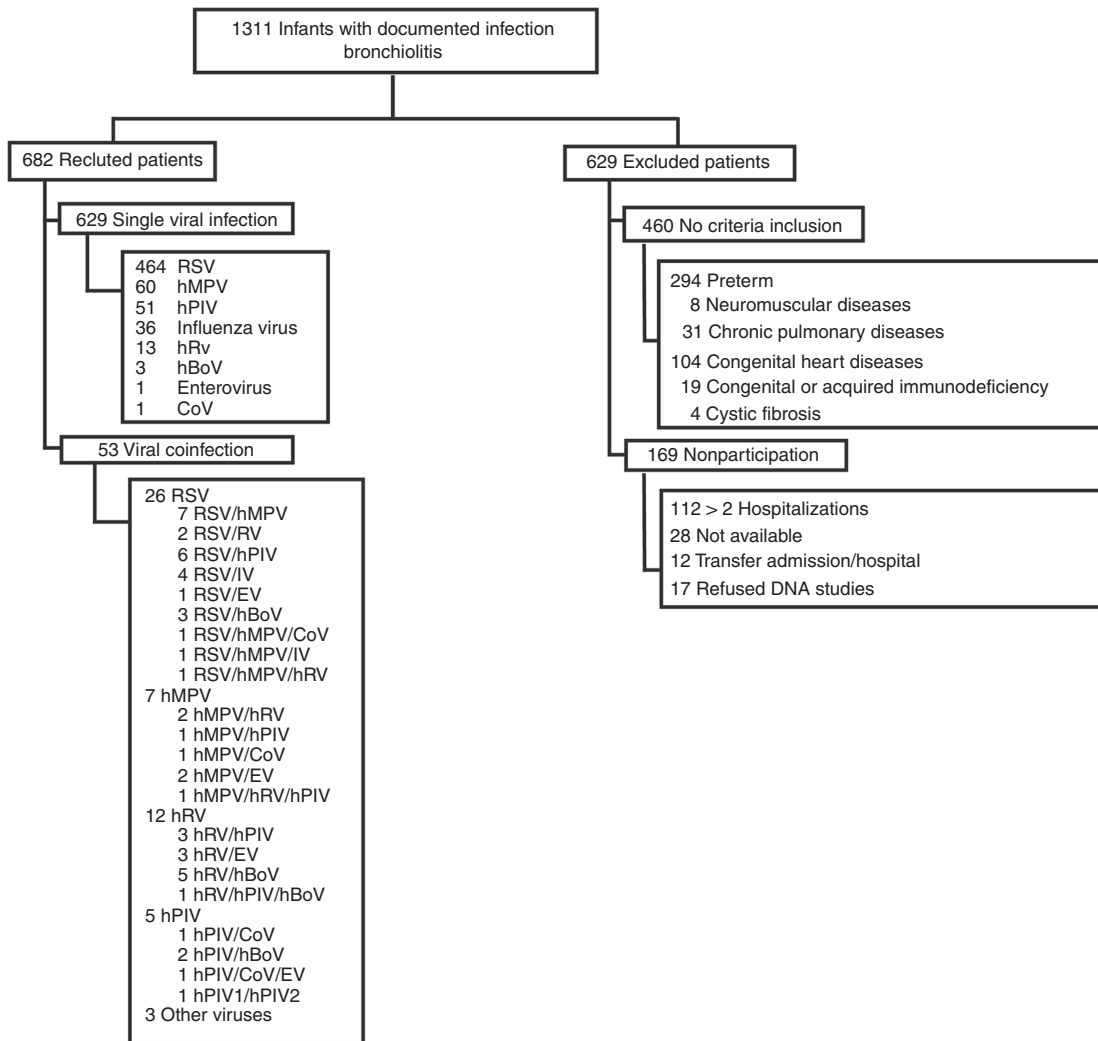 1311 Infants with documented infection
bronchiolitis
682 Recluted patients
629 Single viral infection
464 RSV
60 hMPV
51 hPIV
36 Influenza virus
13 hRv
3 hBoV
1 Enterovirus
1 CoV
53 Viral coinfection
26 RSV
7 RSV/hMPV
2 RSV/RV
6 RSV/hPIV
4 RSV/IV
1 RSV/EV
3 RSV/hBoV
1 RSV/hMPV/CoV
1 RSV/hMPV/IV
1 RSV/hMPV/hRV
7 hMPV
2 hMPV/hRV
1 hMPV/hPIV
1 hMPV/CoV
2 hMPV/EV
1 hMPV/hRV/hPIV
12 hRV
3 hRV/hPIV
3 hRV/EV
5 hRV/hBoV
1 hRV/hPIV/hBoV
5 hPIV
1 hPIV/CoV
2 hPIV/hBoV
1 hPIV/CoV/EV
1 hPIV1/hPIV2
3 Other viruses
629 Excluded patients
460 No criteria inclusion
294 Preterm
8 Neuromuscular diseases
31 Chronic pulmonary diseases
104 Congenital heart diseases
19 Congenital or acquired immunodeficiency
4 Cystic fibrosis
169 Nonparticipation
112 > 2 Hospitalizations
28 Not available
12 Transfer admission/hospital
17 Refused DNA studies